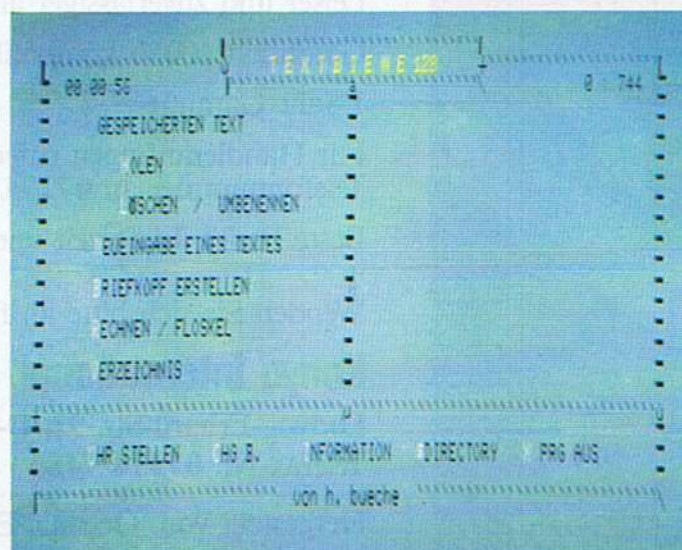 TEXTBIENE 128
00:00:56 0 : 744
GESPEICHERTEN TEXT
OLEN
ÖSCHEN / UMBENENNEN
EUEINGABE EINES TEXTES
RIEFKOPF ERSTELLEN
ECHNEN / FLOSKEL
ERZEICHNIS
HR STELLEN HG B. NFORMATION DIRECTORY PRG AUS
von h. bueche